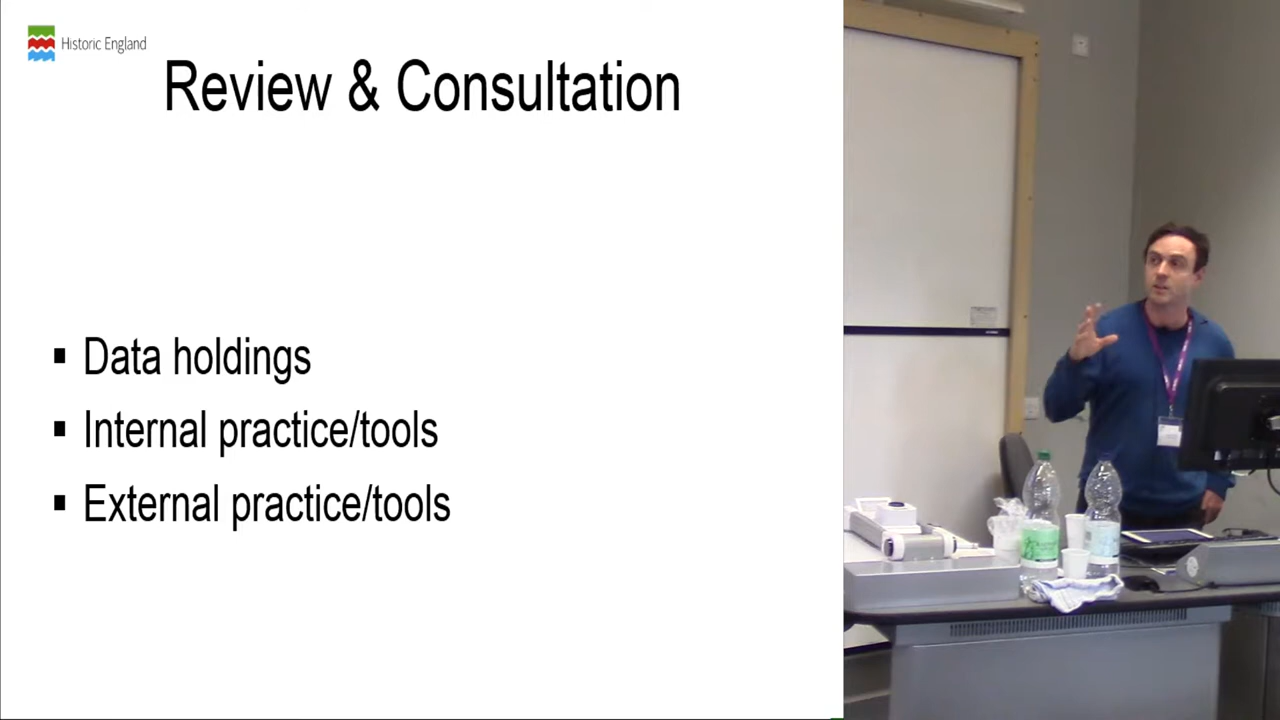 Historic England
Review & Consultation
▪ Data holdings
▪ Internal practice/tools
▪ External practice/tools